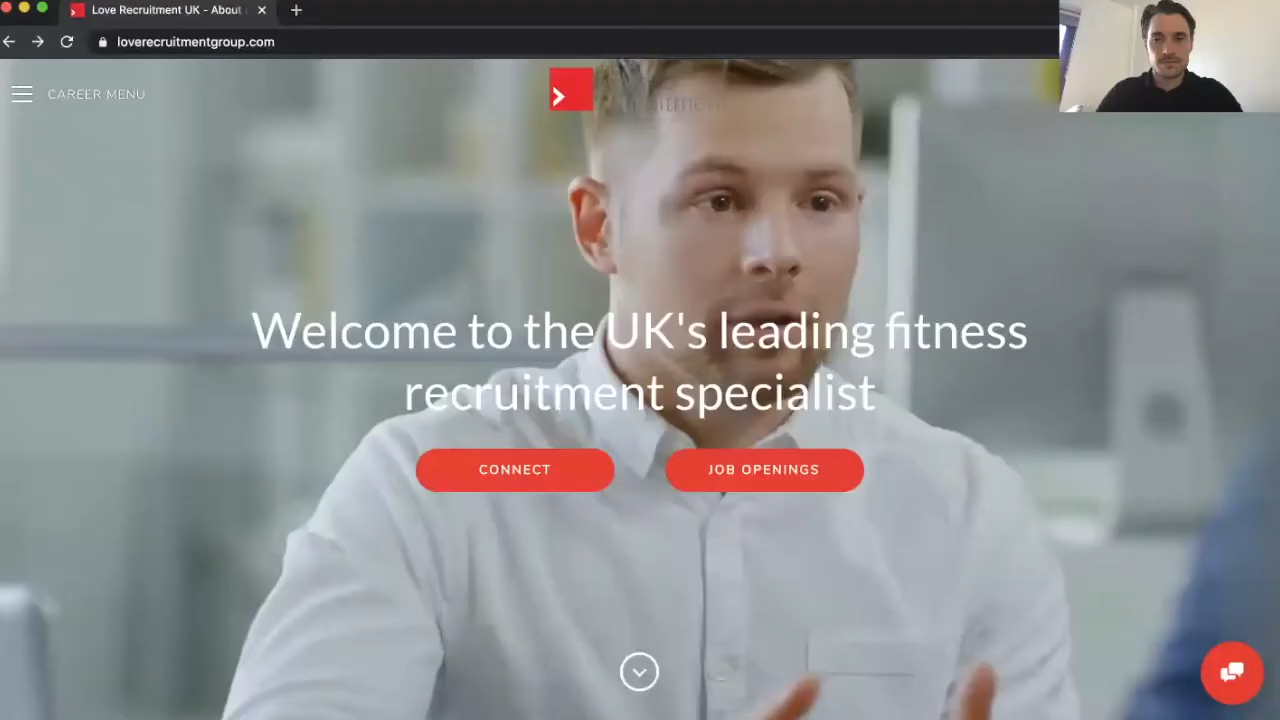 Love Recruitment UK - About
loverecruitmentgroup.com
CAREER MENU
Welcome to the UK's leading fitness
recruitment specialist
CONNECT
JOB OPENINGS